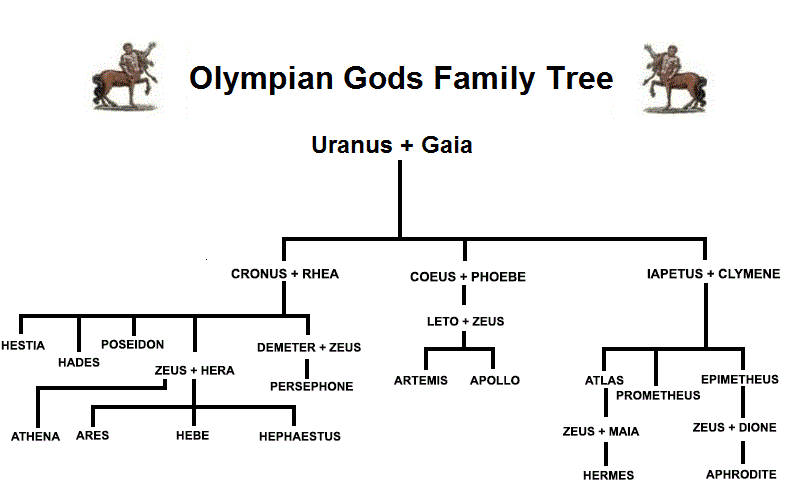 Olympian Gods Family Tree
Uranus + Gaia
CRONUS + RHEA
COEUS + PHOEBE
IAPETUS + CLYMENE
LETO + ZEUS
HESTIA
HADES
POSEIDON
ZEUS + HERA
DEMETER + ZEUS
PERSEPHONE
ARTEMIS
APOLLO
ATLAS
PROMETHEUS
EPIMETHEUS
ATHENA
ARES
HEBE
HEPHAESTUS
ZEUS + MAIA
ZEUS + DIONE
HERMES
APHRODITE